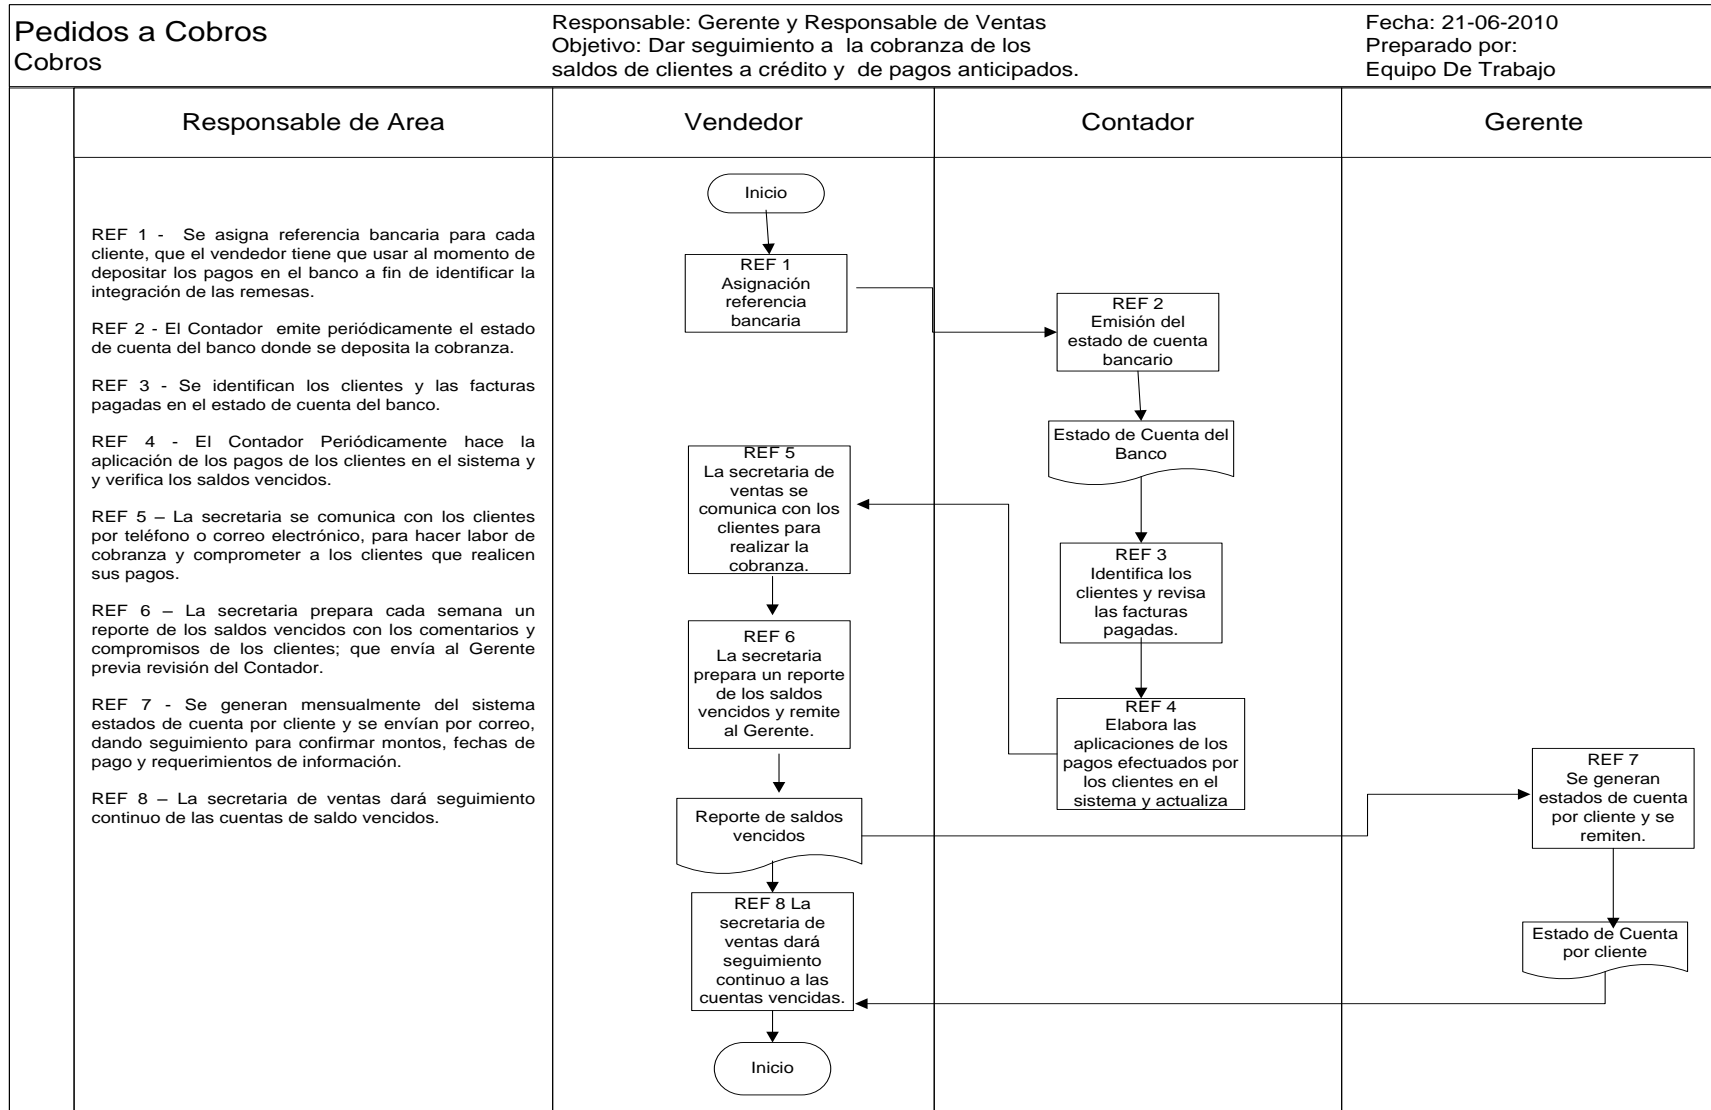 Pedidos a Cobros
Cobros
Responsable: Gerente y Responsable de Ventas
Objetivo: Dar seguimiento a  la cobranza de los
saldos de clientes a crédito y  de pagos anticipados.
Fecha: 21-06-2010
Preparado por:
Equipo De Trabajo
Responsable de Area
Vendedor
Contador
Gerente
REF 1 -  Se asigna referencia bancaria para cada
cliente, que el vendedor tiene que usar al momento de
depositar los pagos en el banco a fin de identificar la
integración de las remesas.
REF 2 - El Contador  emite periódicamente el estado
de cuenta del banco donde se deposita la cobranza.
REF 3 - Se identifican los clientes y las facturas
pagadas en el estado de cuenta del banco.
REF 4 - El Contador Periódicamente hace la
aplicación de los pagos de los clientes en el sistema y
y verifica los saldos vencidos.
REF 5 – La secretaria se comunica con los clientes
por teléfono o correo electrónico, para hacer labor de
cobranza y comprometer a los clientes que realicen
sus pagos.
REF 6 – La secretaria prepara cada semana un
reporte de los saldos vencidos con los comentarios y
compromisos de los clientes; que envía al Gerente
previa revisión del Contador.
REF 7 - Se generan mensualmente del sistema
estados de cuenta por cliente y se envían por correo,
dando seguimiento para confirmar montos, fechas de
pago y requerimientos de información.
REF 8 – La secretaria de ventas dará seguimiento
continuo de las cuentas de saldo vencidos.
Inicio
REF 1
Asignación
referencia
bancaria
REF 2
Emisión del
estado de cuenta
bancario
Estado de Cuenta del
Banco
REF 3
Identifica los
clientes y revisa
las facturas
pagadas.
REF 4
Elabora las
aplicaciones de los
pagos efectuados por
los clientes en el
sistema y actualiza
REF 5
La secretaria de
ventas se
comunica con los
clientes para
realizar la
cobranza.
REF 6
La secretaria
prepara un reporte
de los saldos
vencidos y remite
al Gerente.
Reporte de saldos
vencidos
REF 7
Se generan
estados de cuenta
por cliente y se
remiten.
Estado de Cuenta
por cliente
REF 8 La
secretaria de
ventas dará
seguimiento
continuo a las
cuentas vencidas.
Inicio